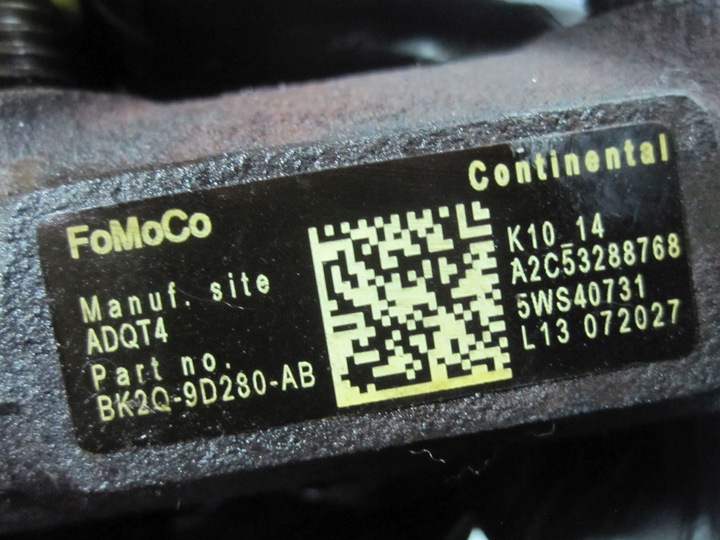 FoMoCo
Manuf. site
ADQT4
Part no.
BK2Q-9D280-AB
Continental
K10_14
A2C53288768
5WS40731
L13 072027